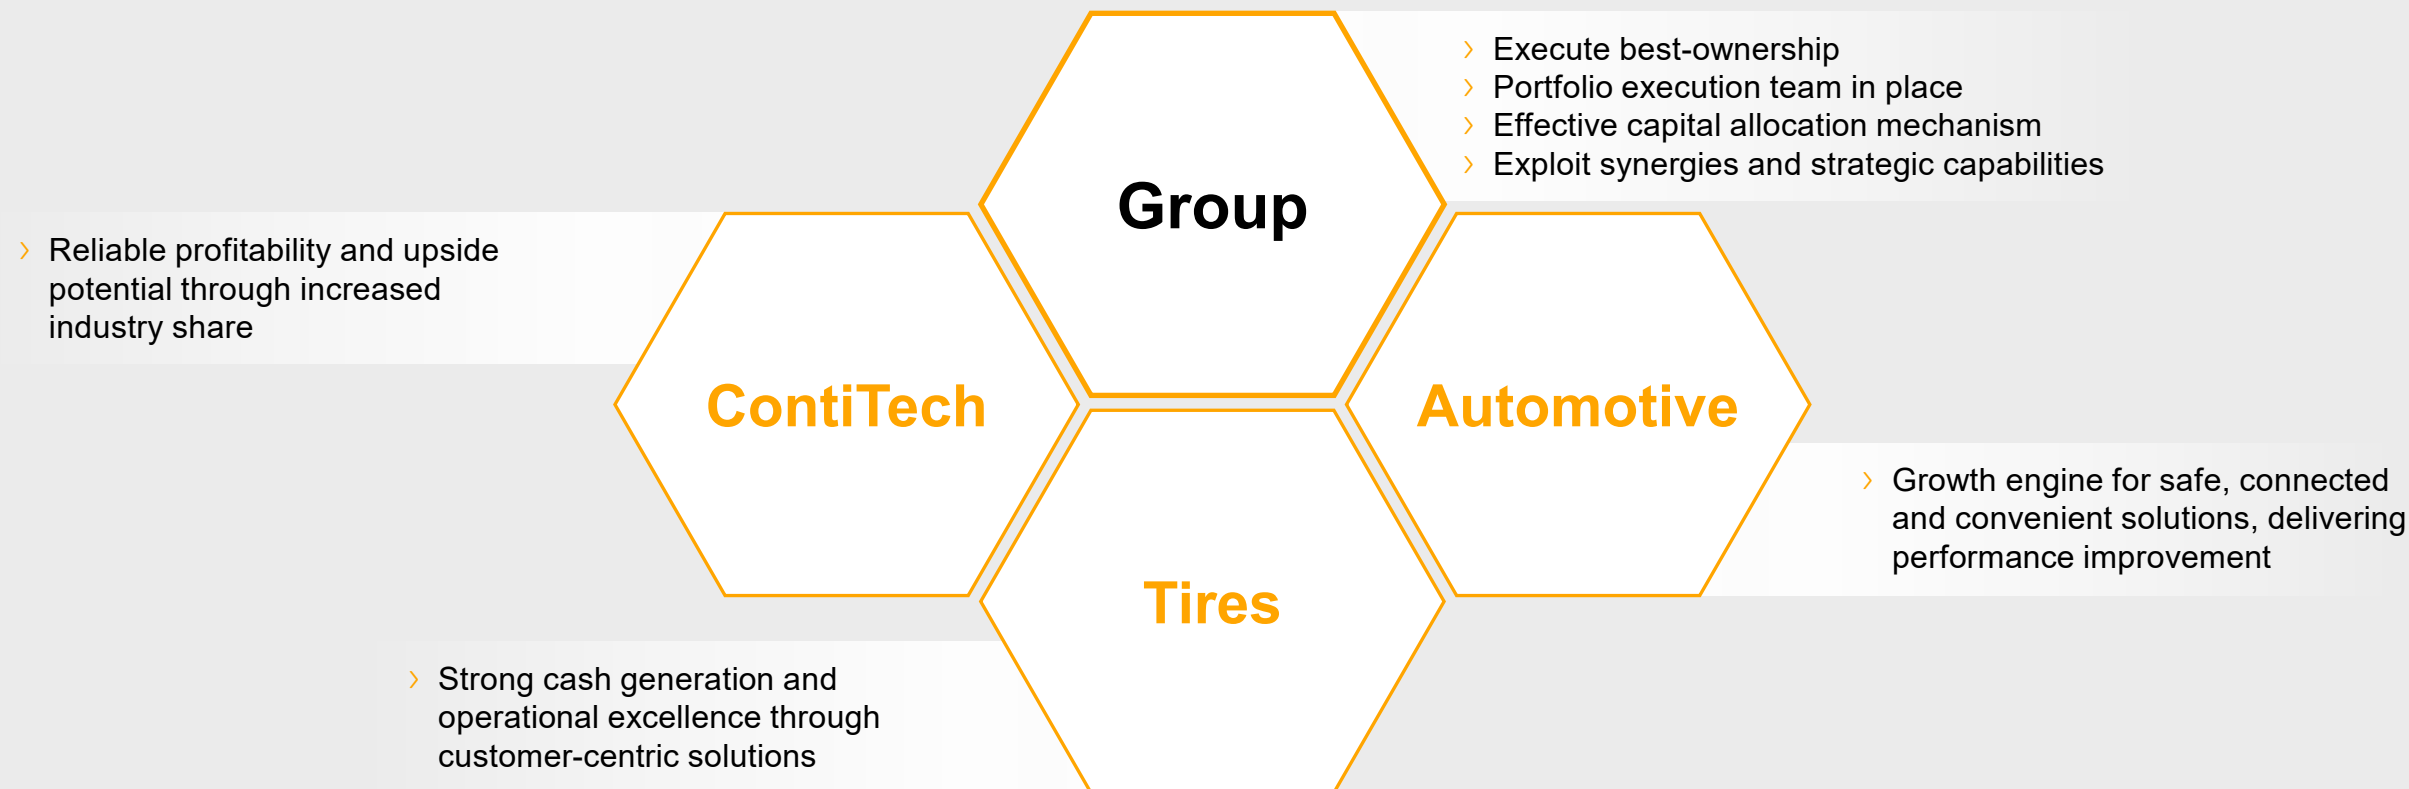 Execute best-ownership
Portfolio execution team in place
Effective capital allocation mechanism
Exploit synergies and strategic capabilities
Group
Reliable profitability and upside
potential through increased
industry share
ContiTech
Automotive
Growth engine for safe, connected
and convenient solutions, delivering
performance improvement
Tires
Strong cash generation and
operational excellence through
customer-centric solutions